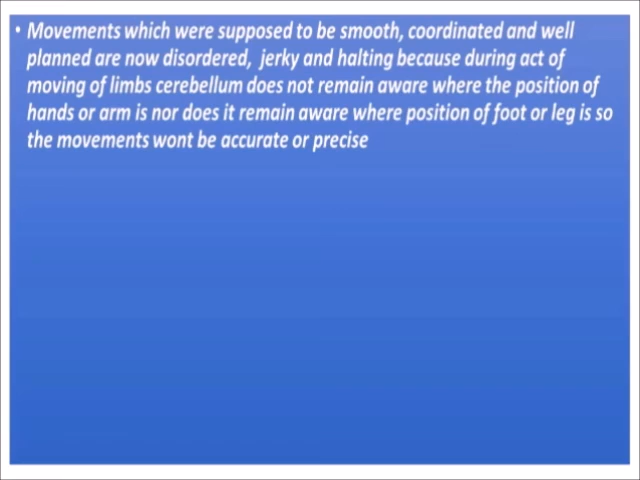 • Movements which were supposed to be smooth, coordinated and well
planned are now disordered, jerky and halting because during act of
moving of limbs cerebellum does not remain aware where the position of
hands or arm is nor does it remain aware where position of foot or leg is so
the movements wont be accurate or precise